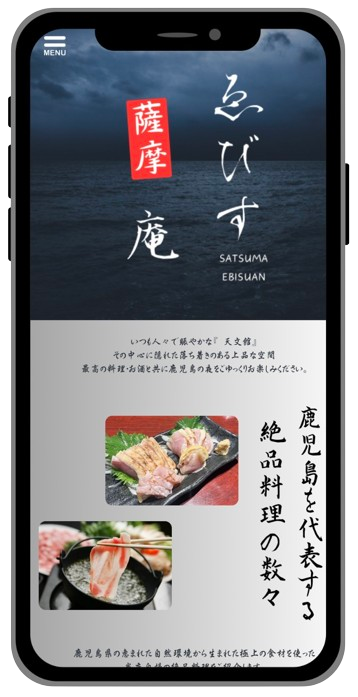 MENU
ゑびす
薩摩
庵
SATSUMA
EBISUAN
いつも人々で賑やかな『天文館』
その中心に隠れた落ち着きのある上品な空間
最高の料理・お酒と共に鹿児島の夜をごゆっくりお楽しみください。
鹿児島を代表する
絶品料理の数々
鹿児島県の恵まれた自然環境から生まれた極上の食材を使った